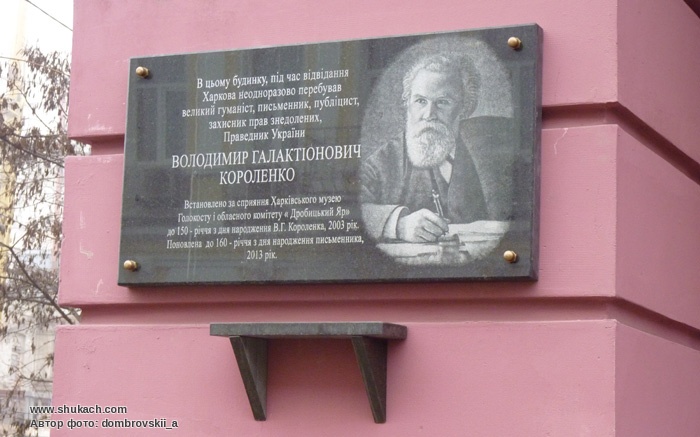 В цьому будинку, під час відвідання
Харкова неодноразово перебував
великий гуманіст, письменник, публіцист,
захисник прав знедолених,
Праведник України
ВОЛОДИМИР ГАЛАКТІОНОВИЧ
КОРОЛЕНКО
Встановлено за сприяння Харківського музею
Голокосту і обласного комітету « Дробицький Яр»
до 150 - річчя з дня народження В.Г. Короленка, 2003 рік.
Поновлена до 160 - річчя з дня народження письменника,
2013 рік.
www.shukach.com
Автор фото: dombrovskii_a